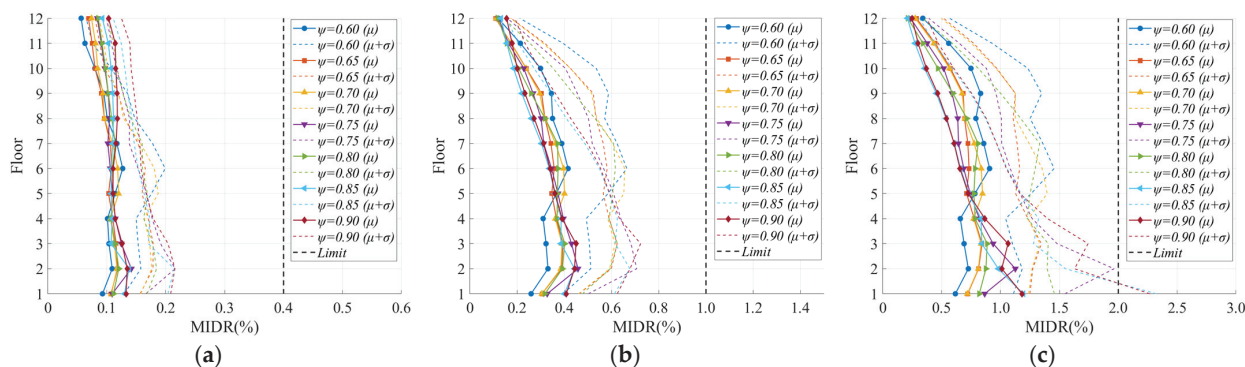 12
11
10
9
8
7
6
5
4
3
2
1
Floor
0
0.1
0.2
0.3
0.4
0.5
0.6
MIDR(%)
ψ=0.60 (μ)
ψ=0.60 (μ+σ)
ψ=0.65 (μ)
ψ=0.65 (μ+σ)
ψ=0.70 (μ)
ψ=0.70 (μ+σ)
ψ=0.75 (μ)
ψ=0.75 (μ+σ)
ψ=0.80 (μ)
ψ=0.80 (μ+σ)
ψ=0.85 (μ)
ψ=0.85 (μ+σ)
ψ=0.90 (μ)
ψ=0.90 (μ+σ)
Limit
(a)
12
11
10
9
8
7
6
5
4
3
2
1
Floor
0
0.2
0.4
0.6
0.8
1.0
1.2
MIDR(%)
ψ=0.60 (μ)
ψ=0.60 (μ+σ)
ψ=0.65 (μ)
ψ=0.65 (μ+σ)
ψ=0.70 (μ)
ψ=0.70 (μ+σ)
ψ=0.75 (μ)
ψ=0.75 (μ+σ)
ψ=0.80 (μ)
ψ=0.80 (μ+σ)
ψ=0.85 (μ)
ψ=0.85 (μ+σ)
ψ=0.90 (μ)
ψ=0.90 (μ+σ)
Limit
(b)
12
11
10
9
8
7
6
5
4
3
2
1
Floor
0
0.5
1.0
1.5
2.0
2.5
3.0
MIDR(%)
ψ=0.60 (μ)
ψ=0.60 (μ+σ)
ψ=0.65 (μ)
ψ=0.65 (μ+σ)
ψ=0.70 (μ)
ψ=0.70 (μ+σ)
ψ=0.75 (μ)
ψ=0.75 (μ+σ)
ψ=0.80 (μ)
ψ=0.80 (μ+σ)
ψ=0.85 (μ)
ψ=0.85 (μ+σ)
ψ=0.90 (μ)
ψ=0.90 (μ+σ)
Limit
(c)